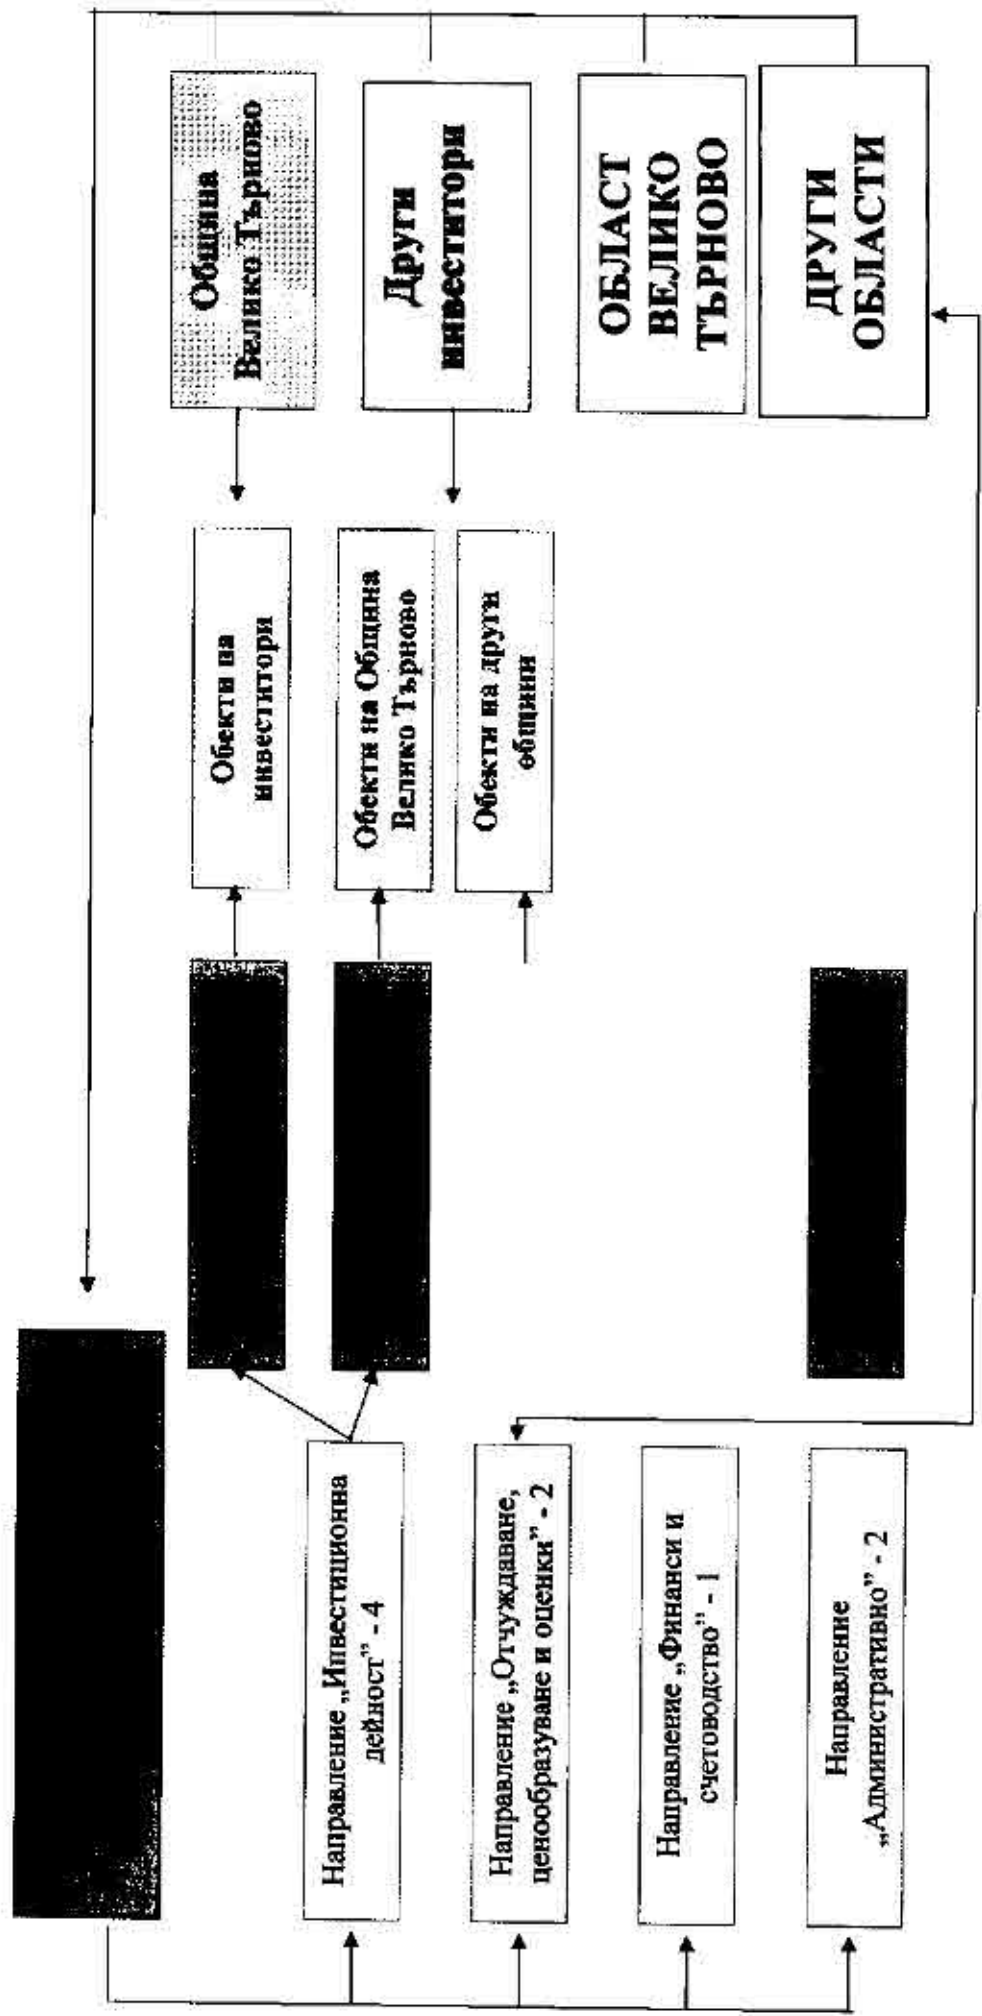 Направление „Инвестиционна
дейност” - 4
Направление „Отчуждаване,
ценообразуване и оценки” - 2
Направление „Финанси и
счетоводство” - 1
Направление
„Административно” - 2
Обекти на
инвеститори
Обекти на Община
Велико Търново
Обекти на други
общини
Община
Велико Търново
Други
инвеститори
ОБЛАСТ
ВЕЛИКО
ТЪРНОВО
ДРУГИ
ОБЛАСТИ